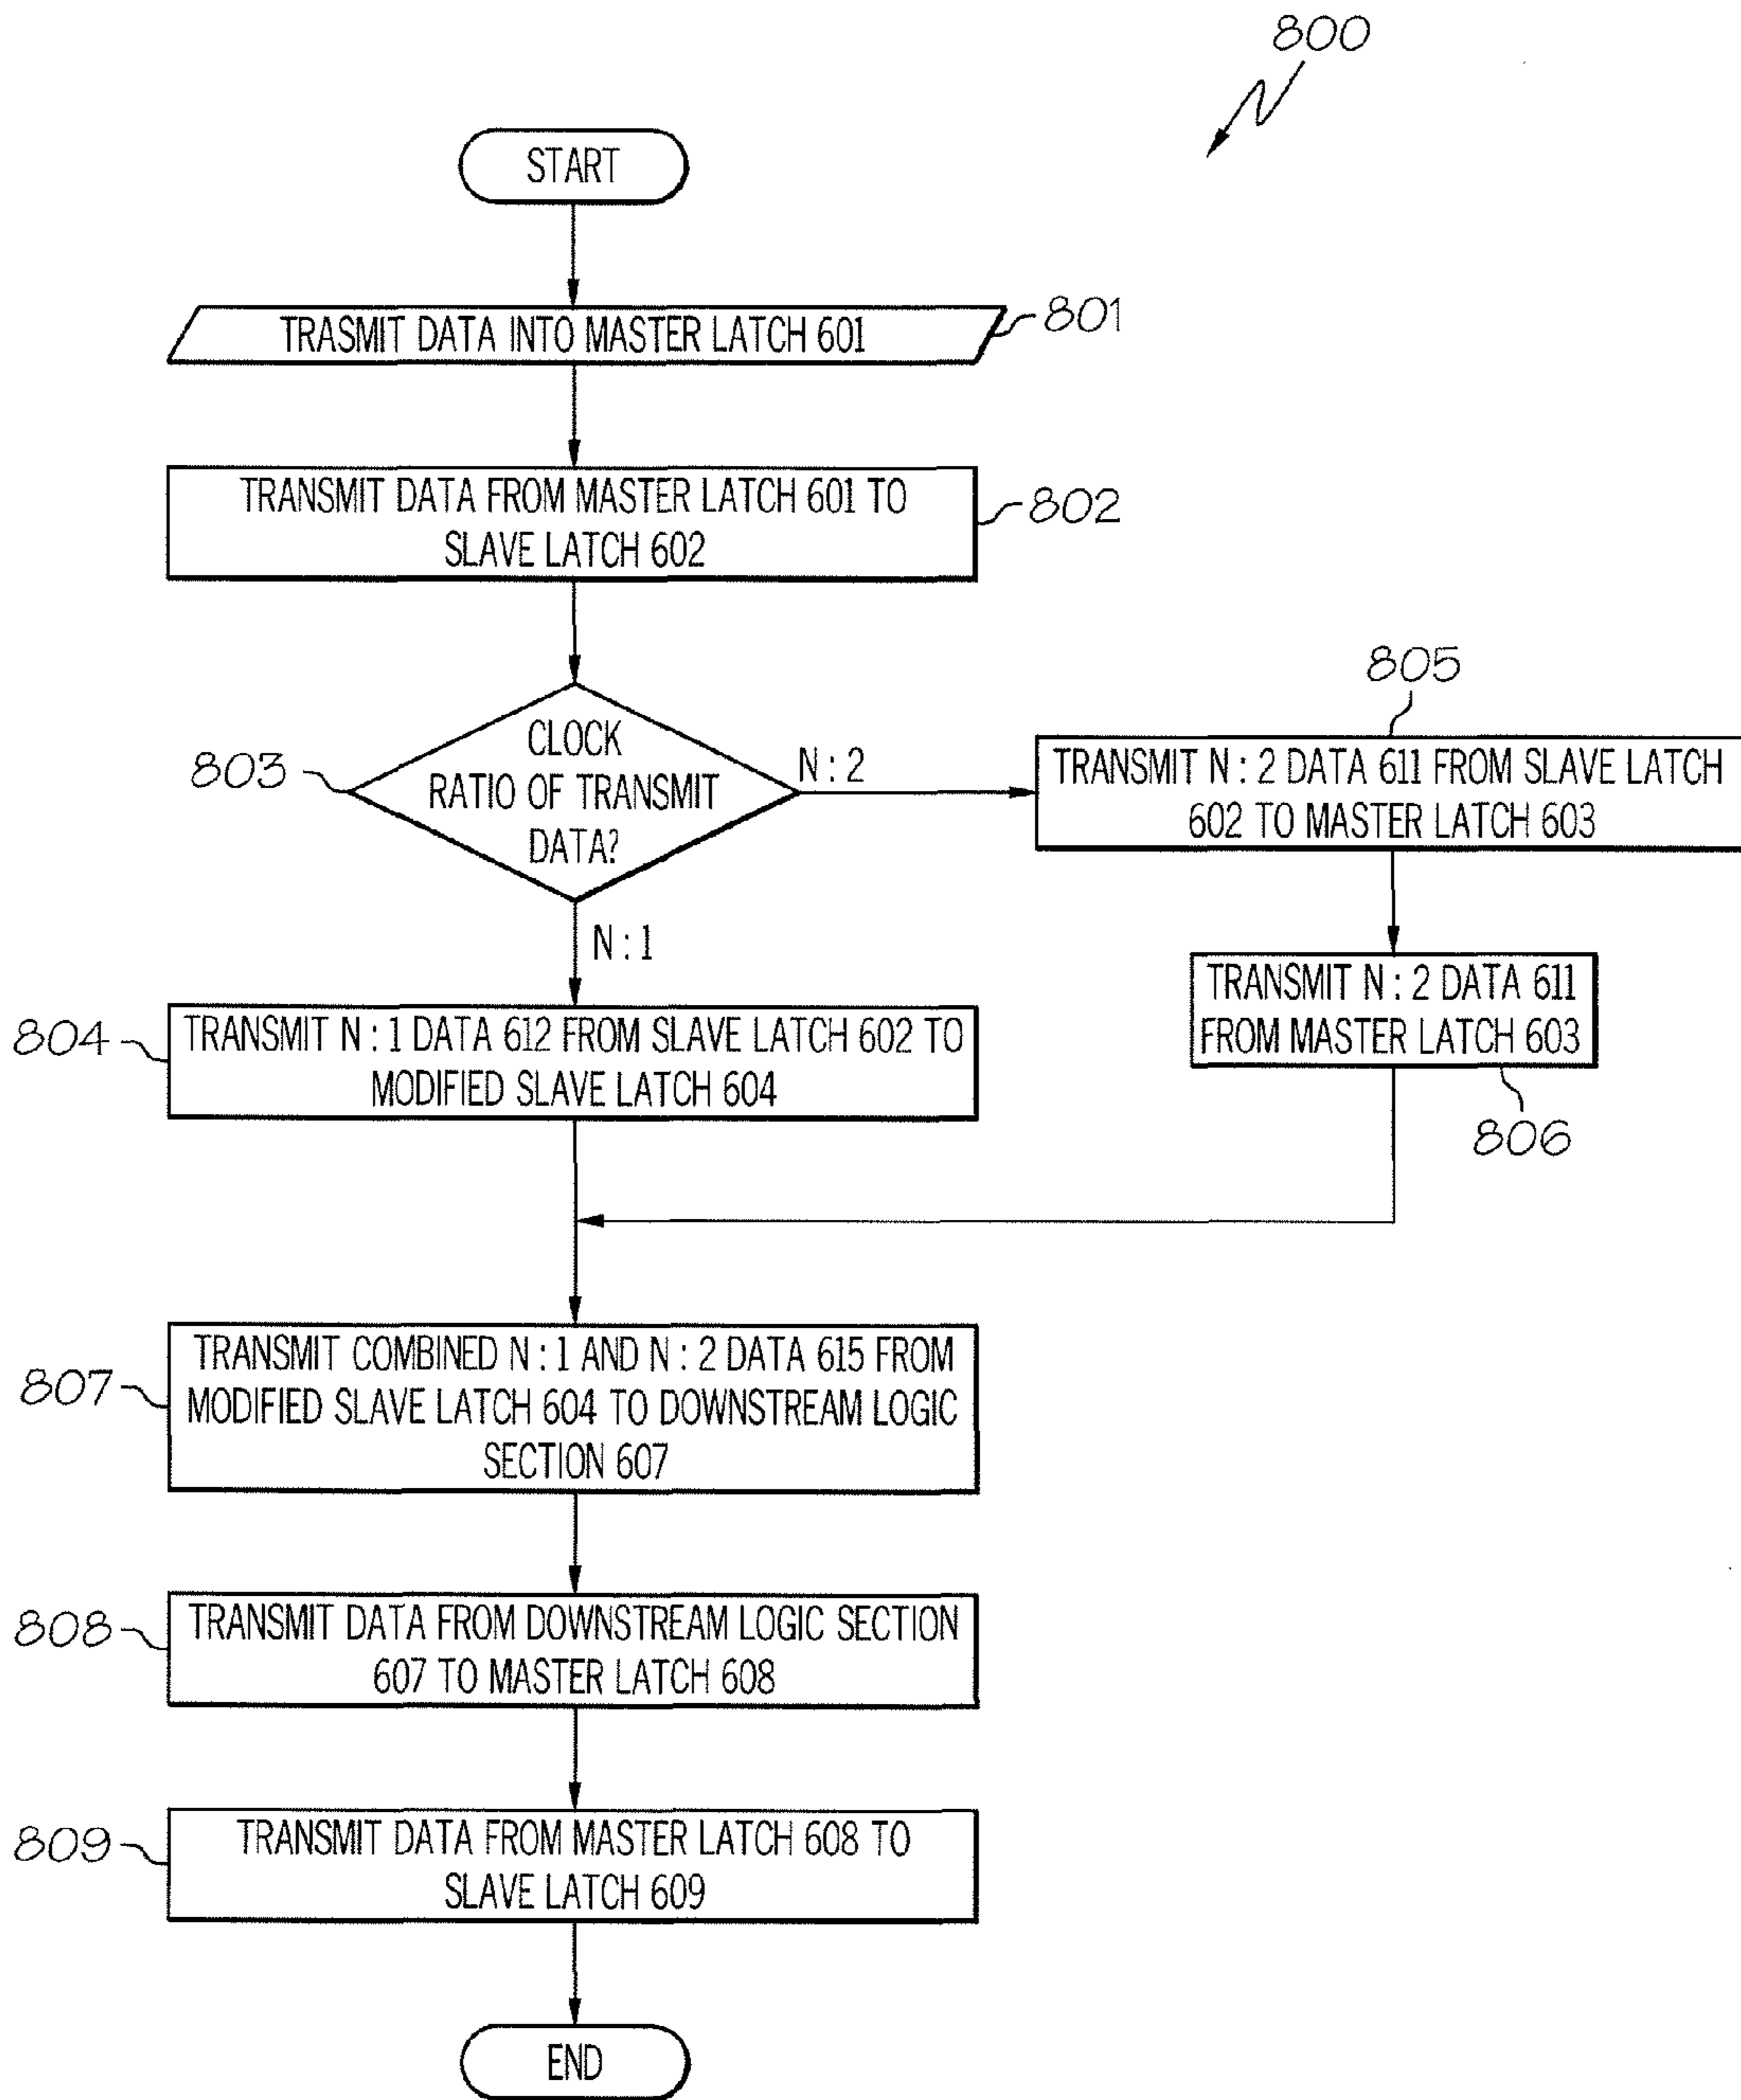 800
START
TRASMIT DATA INTO MASTER LATCH 601
801
TRANSMIT DATA FROM MASTER LATCH 601 TO
SLAVE LATCH 602
802
803
CLOCK
RATIO OF TRANSMIT
DATA?
N : 2
N : 1
805
TRANSMIT N : 2 DATA 611 FROM SLAVE LATCH
602 TO MASTER LATCH 603
TRANSMIT N : 2 DATA 611
FROM MASTER LATCH 603
806
804
TRANSMIT N : 1 DATA 612 FROM SLAVE LATCH 602 TO
MODIFIED SLAVE LATCH 604
807
TRANSMIT COMBINED N : 1 AND N : 2 DATA 615 FROM
MODIFIED SLAVE LATCH 604 TO DOWNSTREAM LOGIC
SECTION 607
808
TRANSMIT DATA FROM DOWNSTREAM LOGIC SECTION
607 TO MASTER LATCH 608
809
TRANSMIT DATA FROM MASTER LATCH 608 TO
SLAVE LATCH 609
END